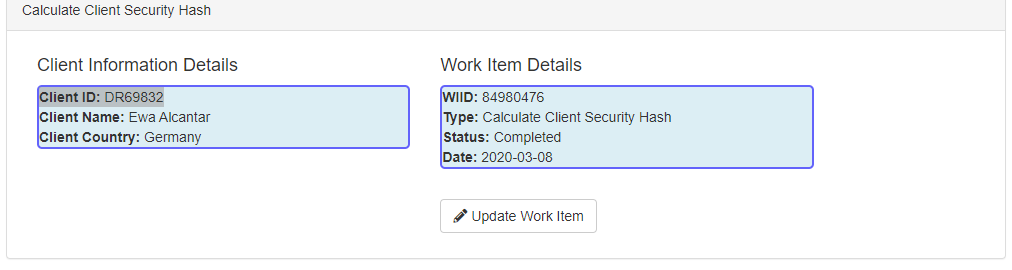 Calculate Client Security Hash
Client Information Details
Client ID: DR69832
Client Name: Ewa Alcantar
Client Country: Germany
Work Item Details
WIID: 84980476
Type: Calculate Client Security Hash
Status: Completed
Date: 2020-03-08
Update Work Item